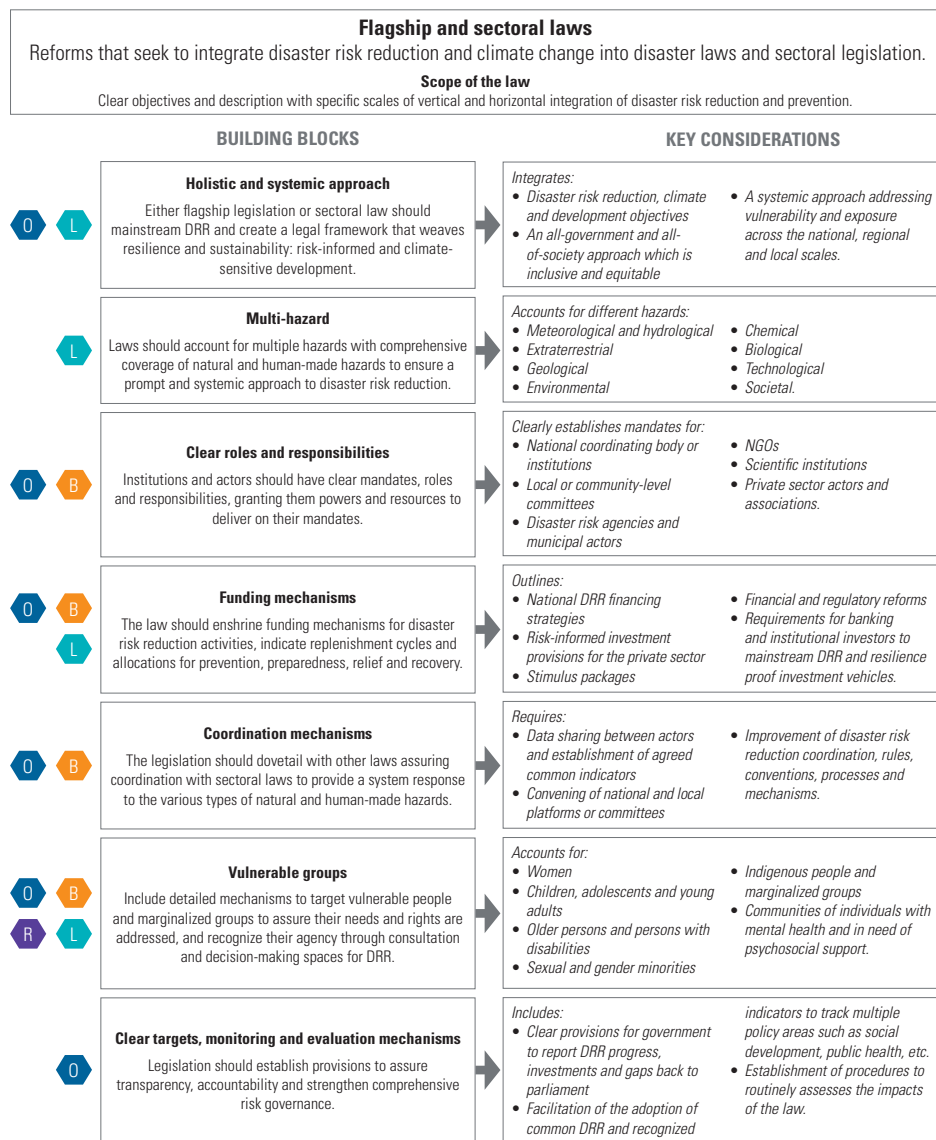 Flagship and sectoral laws
Reforms that seek to integrate disaster risk reduction and climate change into disaster laws and sectoral legislation.
Scope of the law
Clear objectives and description with specific scales of vertical and horizontal integration of disaster risk reduction and prevention.
BUILDING BLOCKS
KEY CONSIDERATIONS
O
L
Holistic and systemic approach
Either flagship legislation or sectoral law should
mainstream DRR and create a legal framework that weaves
resilience and sustainability: risk-informed and climate-
sensitive development.
Integrates:
• Disaster risk reduction, climate
and development objectives
• An all-government and all-
of-society approach which is
inclusive and equitable
• A systemic approach addressing
vulnerability and exposure
across the national, regional
and local scales.
L
Multi-hazard
Laws should account for multiple hazards with comprehensive
coverage of natural and human-made hazards to ensure a
prompt and systemic approach to disaster risk reduction.
Accounts for different hazards:
• Meteorological and hydrological
• Extraterrestrial
• Geological
• Environmental
• Chemical
• Biological
• Technological
• Societal.
O
B
Clear roles and responsibilities
Institutions and actors should have clear mandates, roles
and responsibilities, granting them powers and resources to
deliver on their mandates.
Clearly establishes mandates for:
• National coordinating body or
institutions
• Local or community-level
committees
• Disaster risk agencies and
municipal actors
• NGOs
• Scientific institutions
• Private sector actors and
associations.
O
B
L
Funding mechanisms
The law should enshrine funding mechanisms for disaster
risk reduction activities, indicate replenishment cycles and
allocations for prevention, preparedness, relief and recovery.
Outlines:
• National DRR financing
strategies
• Risk-informed investment
provisions for the private sector
• Stimulus packages
• Financial and regulatory reforms
• Requirements for banking
and institutional investors to
mainstream DRR and resilience
proof investment vehicles.
O
B
Coordination mechanisms
The legislation should dovetail with other laws assuring
coordination with sectoral laws to provide a system response
to the various types of natural and human-made hazards.
Requires:
• Data sharing between actors
and establishment of agreed
common indicators
• Convening of national and local
platforms or committees
• Improvement of disaster risk
reduction coordination, rules,
conventions, processes and
mechanisms.
O
B
R
L
Vulnerable groups
Include detailed mechanisms to target vulnerable people
and marginalized groups to assure their needs and rights are
addressed, and recognize their agency through consultation
and decision-making spaces for DRR.
Accounts for:
• Women
• Children, adolescents and young
adults
• Older persons and persons with
disabilities
• Sexual and gender minorities
• Indigenous people and
marginalized groups
• Communities of individuals with
mental health and in need of
psychosocial support.
O
Clear targets, monitoring and evaluation mechanisms
Legislation should establish provisions to assure
transparency, accountability and strengthen comprehensive
risk governance.
Includes:
• Clear provisions for government
to report DRR progress,
investments and gaps back to
parliament
• Facilitation of the adoption of
common DRR and recognized
indicators to track multiple
policy areas such as social
development, public health, etc.
• Establishment of procedures to
routinely assesses the impacts
of the law.